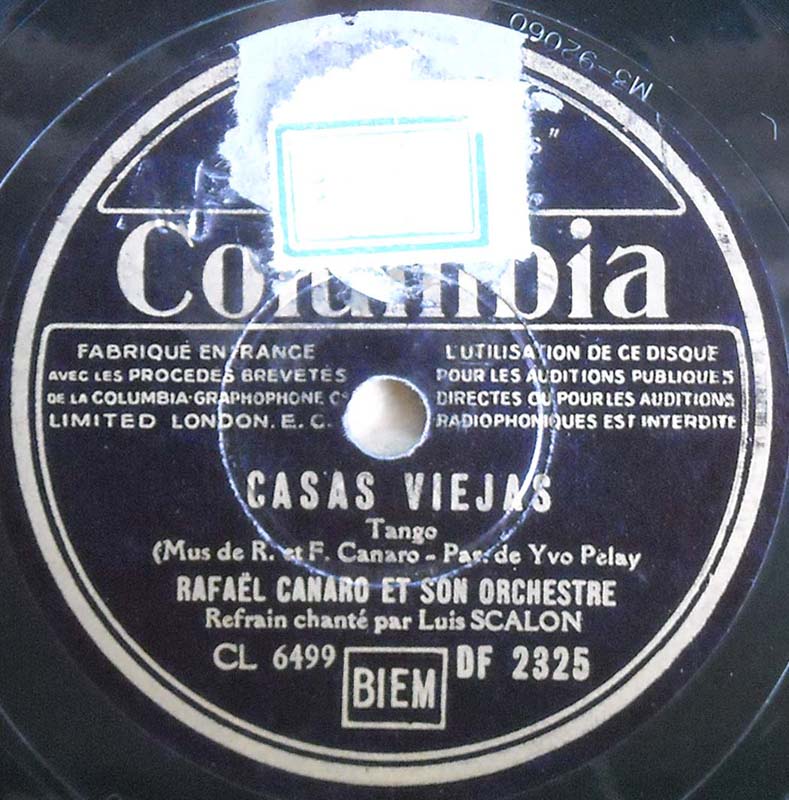 M3-92060
Columbia
FABRIQUÉ EN FRANCE
AVEC LES PROCEDES BREVETÉS
DE LA COLUMBIA-GRAPHOPHONE Cº
LIMITED LONDON. E. C.
L'UTILISATION DE CE DISQUE
POUR LES AUDITIONS PUBLIQUES
DIRECTES OU POUR LES AUDITIONS
RADIOPHONIQUES EST INTERDITE
CASAS VIEJAS
Tango
(Mus de R. et F. Canaro - Par. de Yvo Pelay
RAFAËL CANARO ET SON ORCHESTRE
Refrain chanté par Luis SCALON
CL 6499 BIEM DF 2325